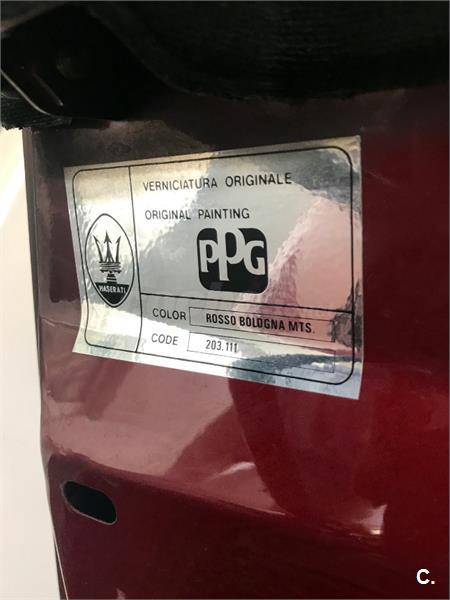 VERNICIATURA ORIGINALE
ORIGINAL PAINTING
PPG
MASERATI
COLOR ROSSO BOLOGNA MTS.
CODE 203.111
C.